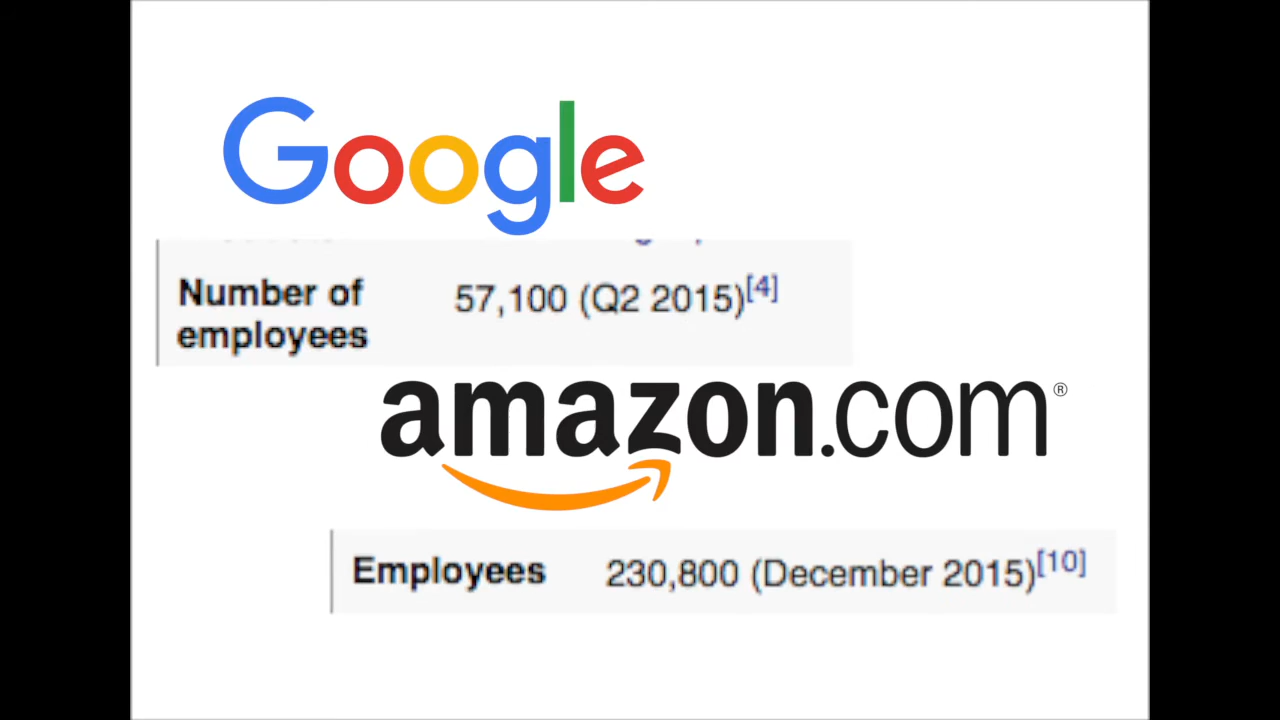 Google
Number of employees 57,100 (Q2 2015)[4]
amazon.com®
Employees 230,800 (December 2015)[10]